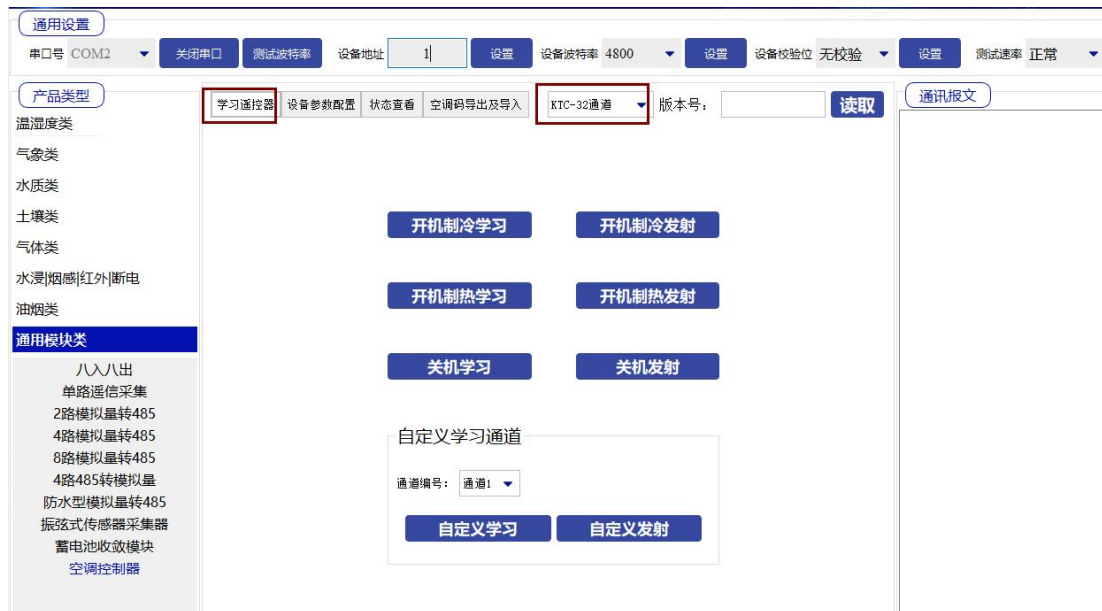 通用设置
串口号 COM2 关闭串口 测试波特率 设备地址 1 设置 设备波特率 4800 设置 设备校验位 无校验 设置 测试速率 正常
产品类型
温湿度类
气象类
水质类
土壤类
气体类
水浸|烟感|红外|断电
油烟类
通用模块类
八入八出
单路遥信采集
2路模拟量转485
4路模拟量转485
8路模拟量转485
4路485转模拟量
防水型模拟量转485
振弦式传感器采集器
蓄电池收敛模块
空调控制器
学习遥控器 设备参数配置 状态查看 空调码导出及导入 KTC-32通道 版本号： 读取
开机制冷学习 开机制冷发射
开机制热学习 开机制热发射
关机学习 关机发射
自定义学习通道
通道编号： 通道1
自定义学习 自定义发射
通讯报文